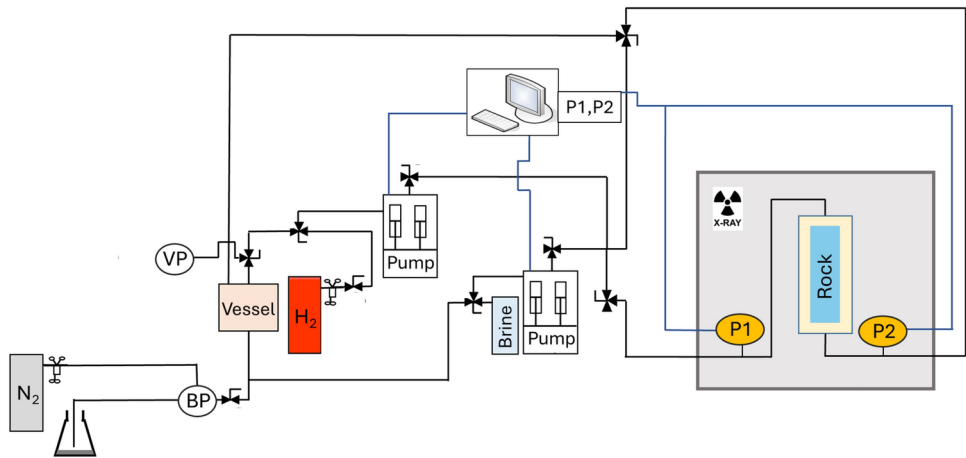 P1,P2
X-RAY
VP
Pump
Vessel
H2
Rock
Brine
Pump
P1
P2
N2
BP